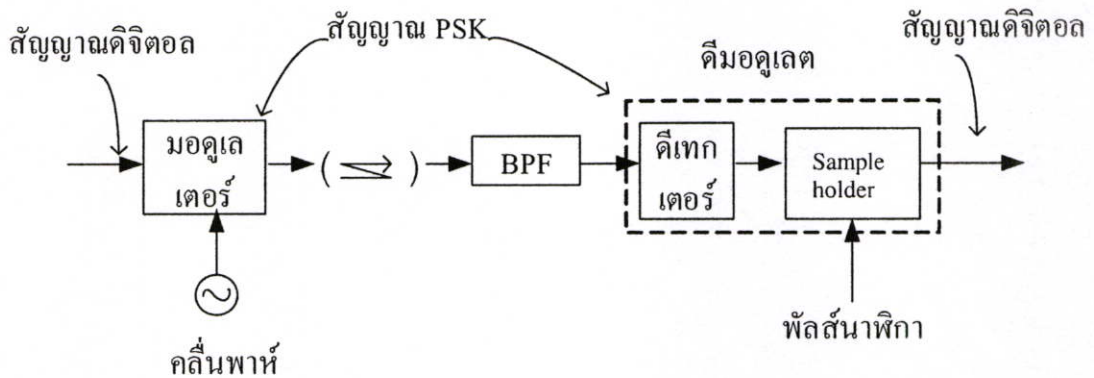 สัญญาณดิจิตอล
สัญญาณ PSK
สัญญาณดิจิตอล
ดีมอดูเลต
มอดูเล
เตอร์
BPF
ดีเทก
เตอร์
Sample
holder
คลื่นพาห์
พัลส์นาฬิกา